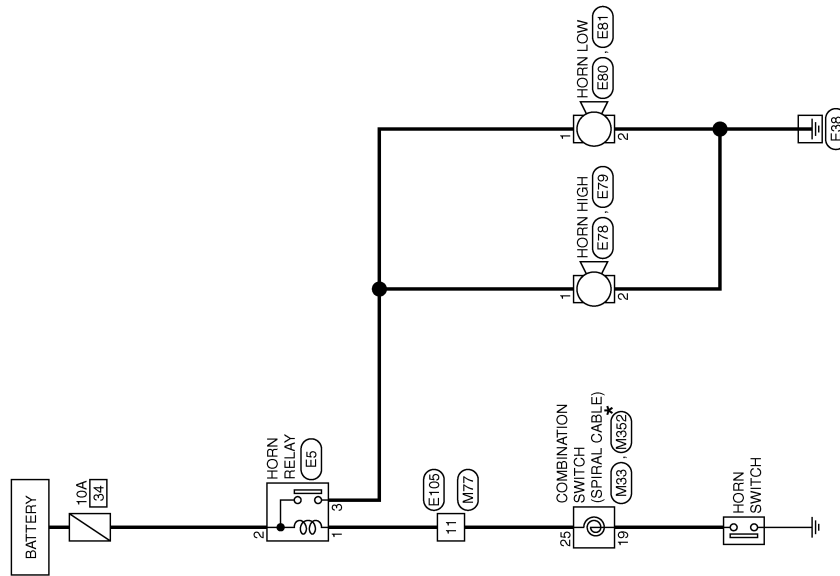 BATTERY
10A
34
2
HORN
RELAY
E5
1
3
E105
11
M77
COMBINATION
SWITCH
(SPIRAL CABLE)
M33 , M352 *
25
19
HORN
SWITCH
HORN HIGH
E78 , E79
1
2
HORN LOW
E80 , E81
1
2